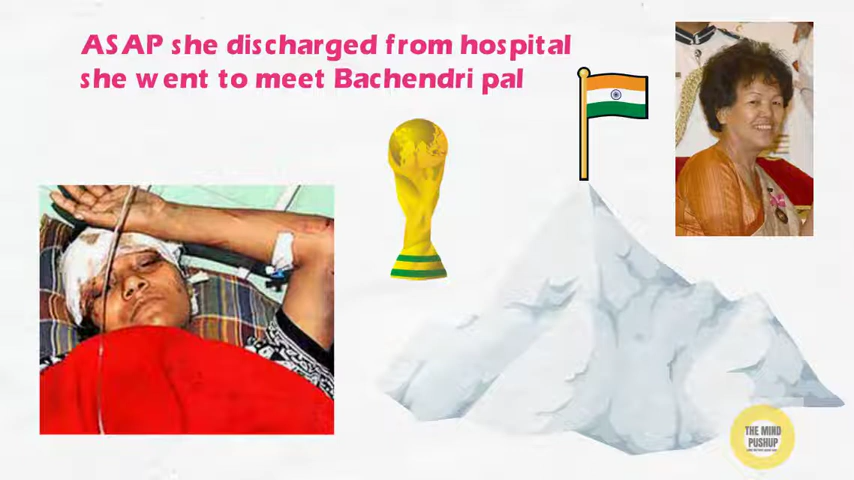 ASAP she discharged from hospital
she went to meet Bachendri pal
THE MIND
PUSHUP